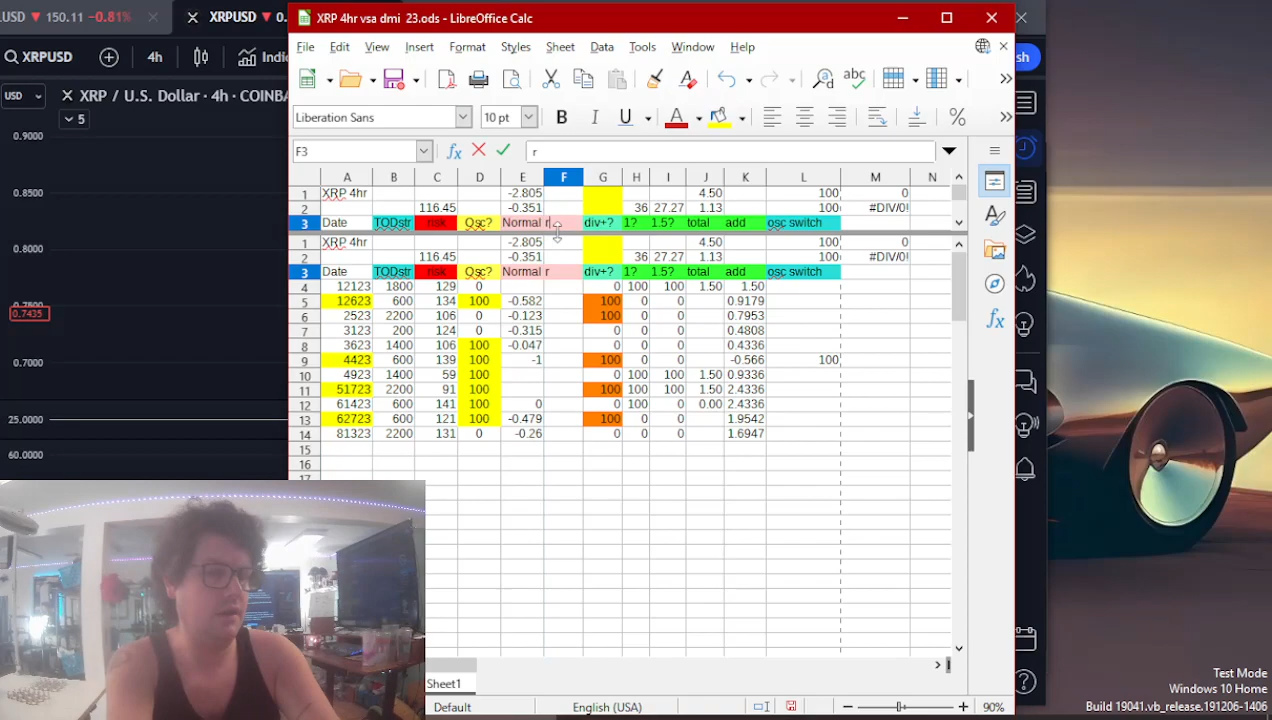 USD ▼ 150.11 −0.81%
XRPUSD ▼ 0.
XRP 4hr vsa dmi 23.ods - LibreOffice Calc
XRPUSD 4h Indic
sh
File Edit View Insert Format Styles Sheet Data Tools Window Help
USD
XRP / U.S. Dollar · 4h · COINBA
5
Liberation Sans 10 pt B I U A %
0.9000
F3 fx r
A B C D E F G H I J K L M N
1 XRP 4hr -2.805 4.50 100 0
2 116.45 -0.351 36 27.27 1.13 100 #DIV/0!
3 Date TODstr risk Osc? Normal r div+? 1? 1.5? total add osc switch
1 XRP 4hr -2.805 4.50 100 0
2 116.45 -0.351 36 27.27 1.13 100 #DIV/0!
3 Date TODstr risk Osc? Normal r div+? 1? 1.5? total add osc switch
4 12123 1800 129 0 0 100 100 1.50 1.50
5 12623 600 134 100 -0.582 100 0 0 0.9179
6 2523 2200 106 0 -0.123 100 0 0 0.7953
7 3123 200 124 0 -0.315 0 0 0 0.4808
8 3623 1400 106 100 -0.047 0 0 0 0.4336
9 4423 600 139 100 -1 100 0 0 -0.566 100
10 4923 1400 59 100 0 100 100 1.50 0.9336
11 51723 2200 91 100 100 100 100 1.50 2.4336
12 61423 600 141 100 0 0 100 0 0.00 2.4336
13 62723 600 121 100 -0.479 100 0 0 1.9542
14 81323 2200 131 0 -0.26 0 0 0 1.6947
15
16
17
0.8500
0.8000
0.7435
0.7000
25.0000
60.0000
Sheet1
Default English (USA) 90%
Test Mode
Windows 10 Home
Build 19041.vb_release.191206-1406